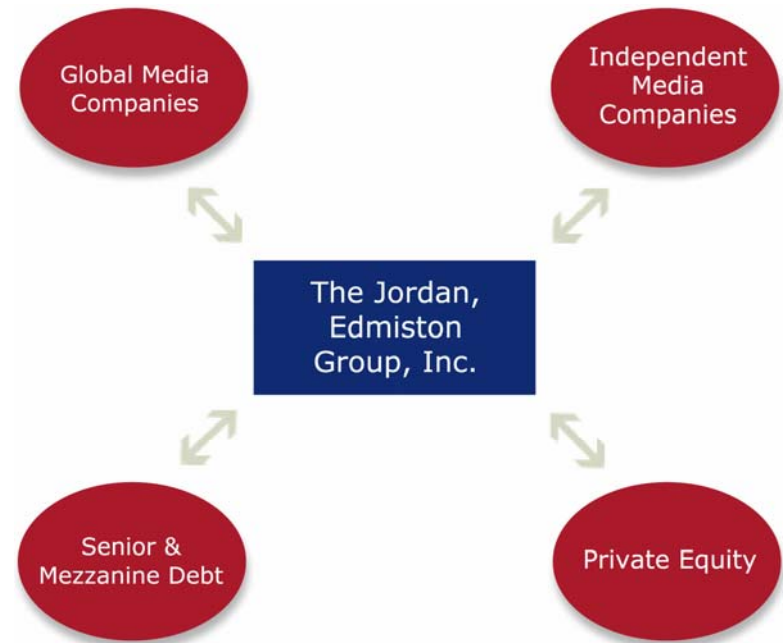 Global Media
Companies
Independent
Media
Companies
The Jordan,
Edmiston
Group, Inc.
Senior &
Mezzanine Debt
Private Equity